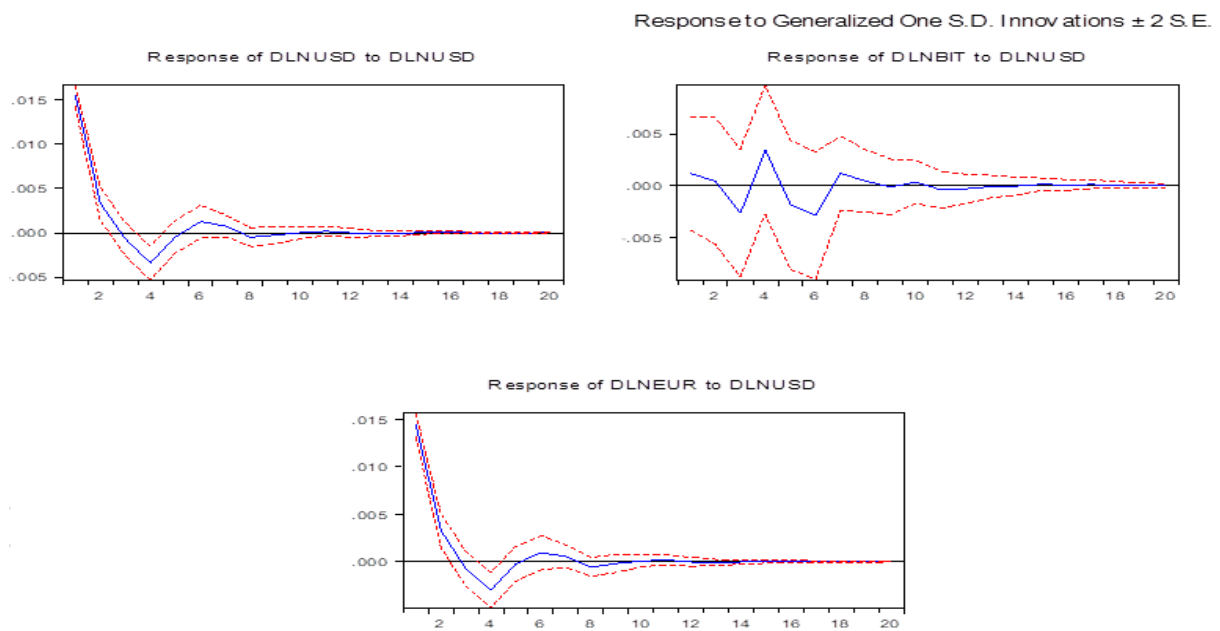 Response to Generalized One S.D. Innovations ± 2 S.E.
Response of DLNUSD to DLNUSD
.015
.010
.005
.000
.005
2 4 6 8 10 12 14 16 18 20
Response of DLNBIT to DLNUSD
.005
.000
.005
2 4 6 8 10 12 14 16 18 20
Response of DLNEUR to DLNUSD
.015
.010
.005
.000
2 4 6 8 10 12 14 16 18 20